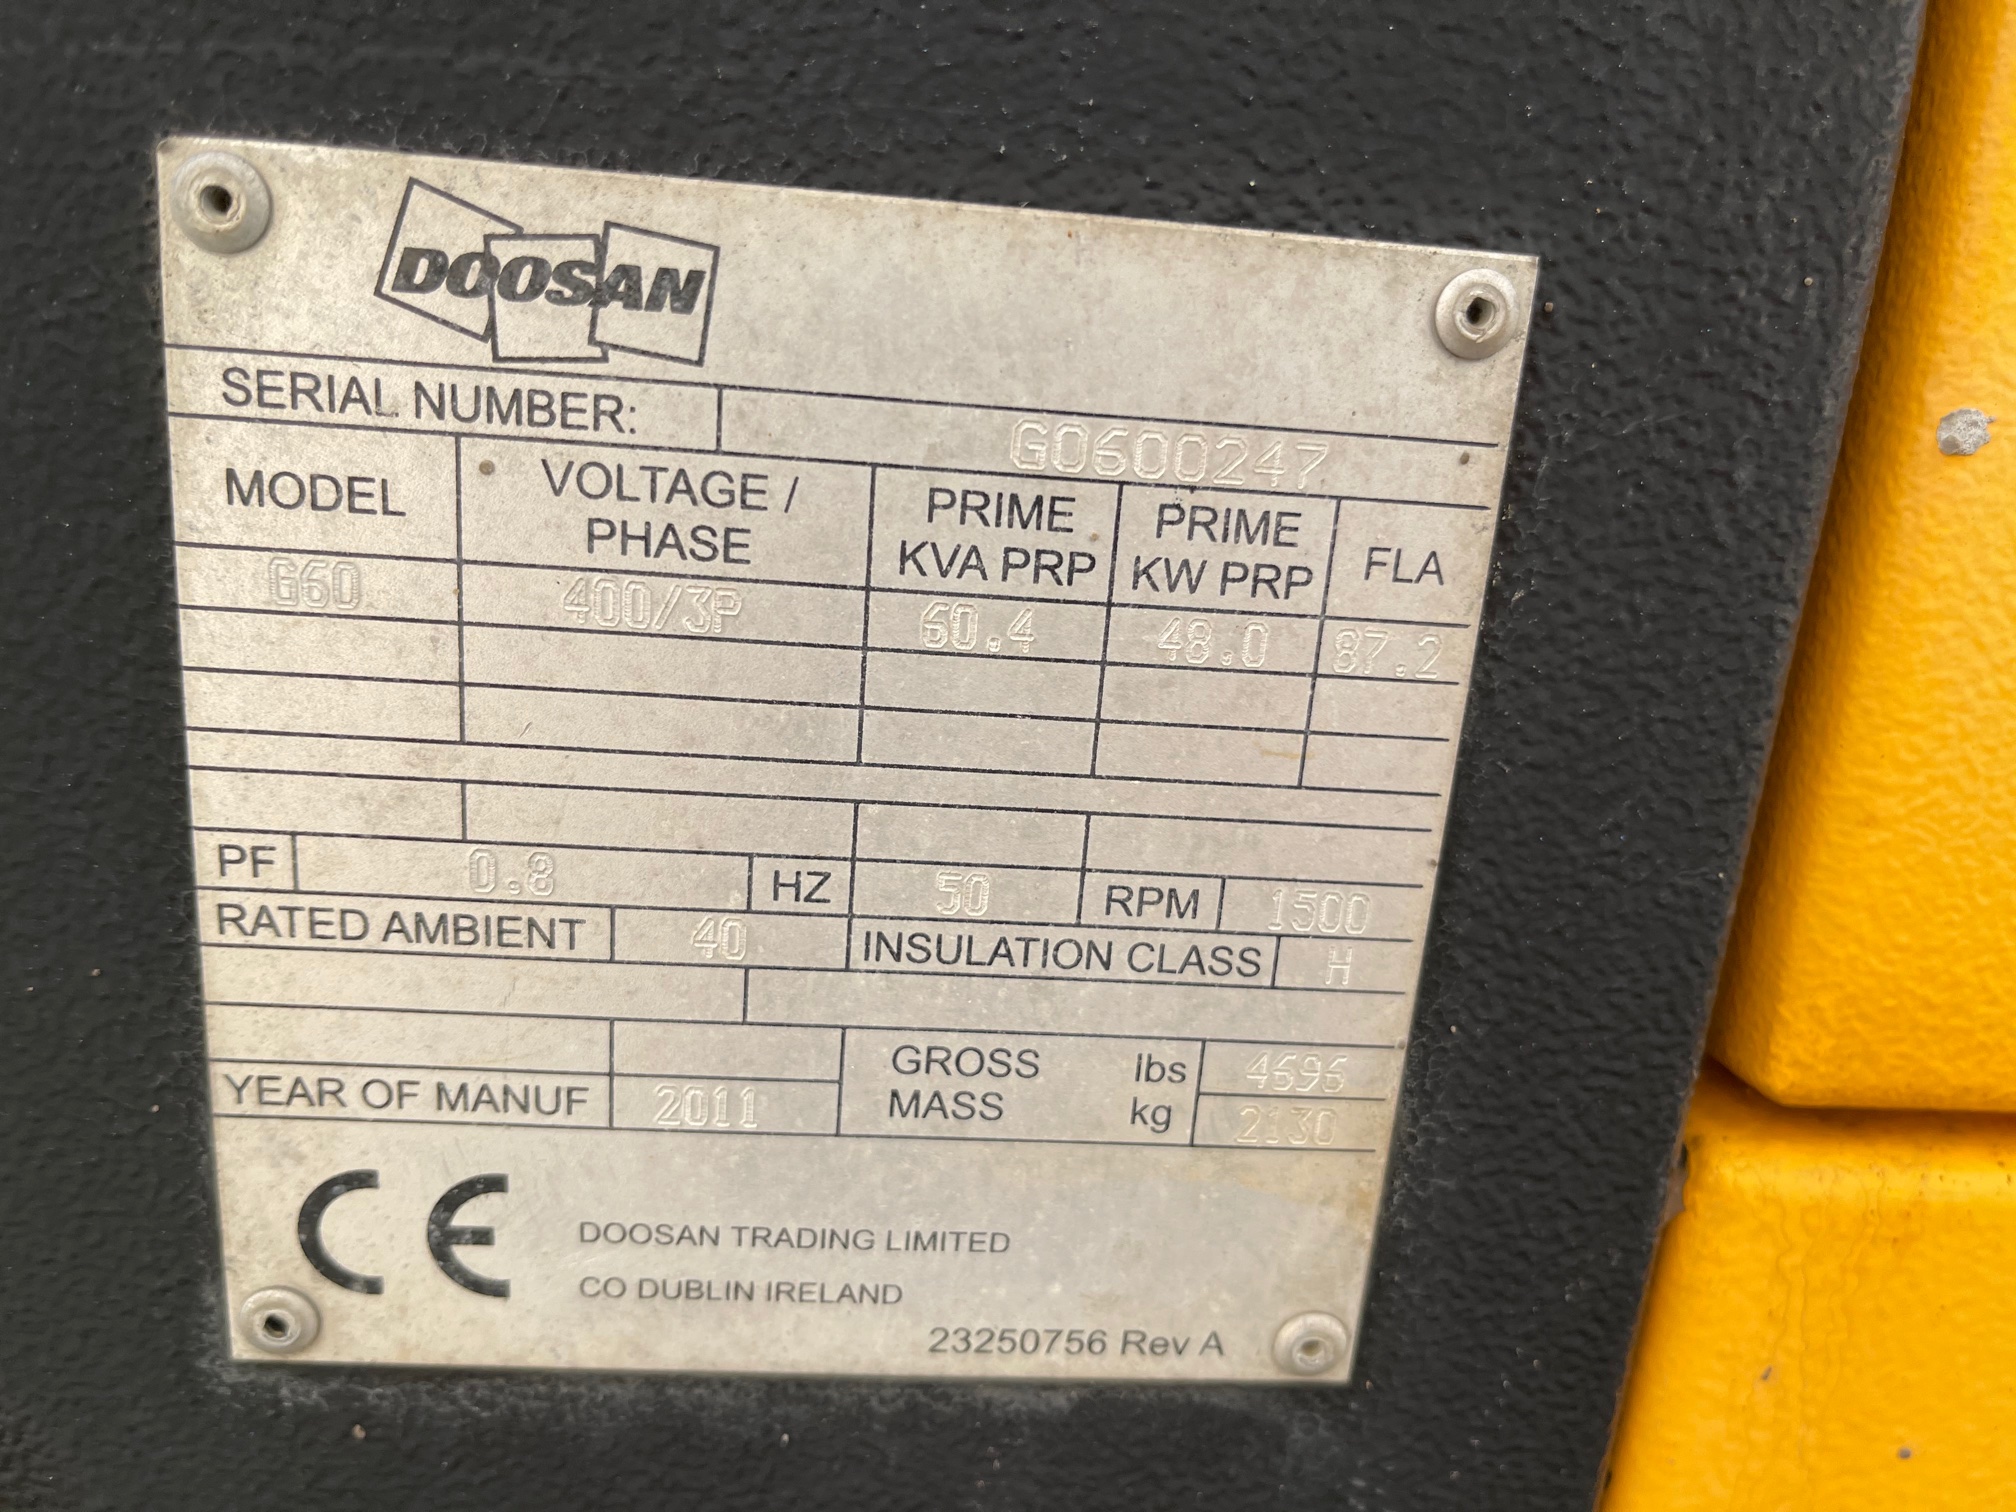 DOOSAN
SERIAL NUMBER: G0600247
MODEL VOLTAGE / PHASE PRIME KVA PRP PRIME KW PRP FLA
G60 400/3P 60.4 48.0 87.2
PF 0.8 HZ 50 RPM 1500
RATED AMBIENT 40 INSULATION CLASS H
GROSS MASS lbs 4696
YEAR OF MANUF 2011 kg 2130
CE
DOOSAN TRADING LIMITED
CO DUBLIN IRELAND
23250756 Rev A